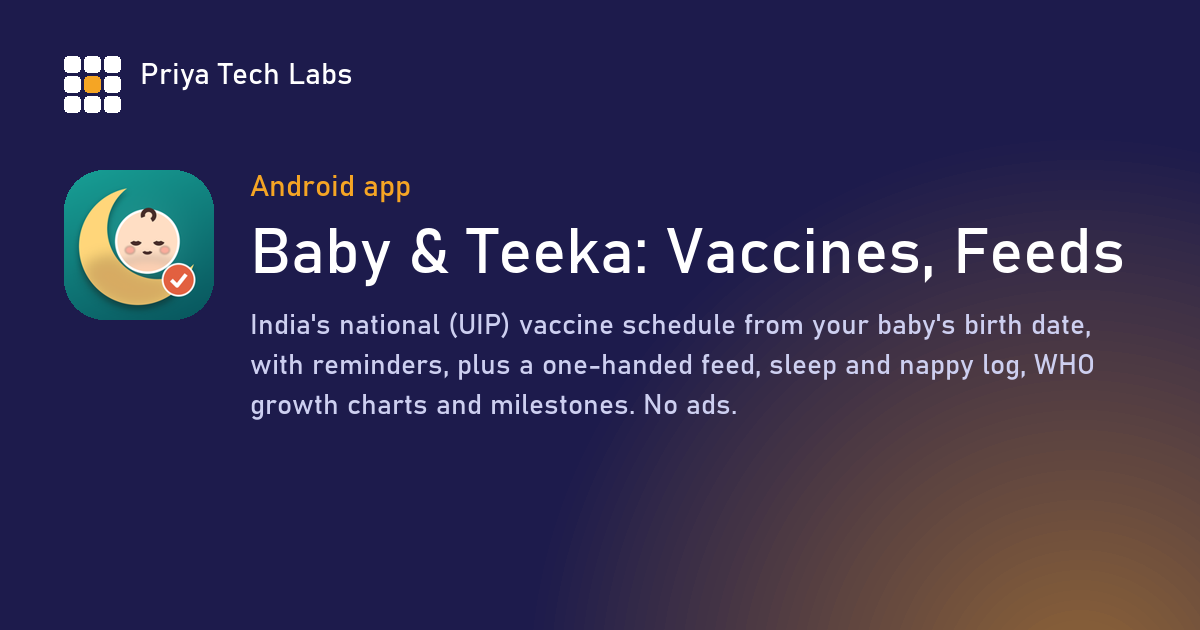 Priya Tech Labs
Android app
Baby & Teeka: Vaccines, Feeds
India's national (UIP) vaccine schedule from your baby's birth date,
with reminders, plus a one-handed feed, sleep and nappy log, WHO
growth charts and milestones. No ads.